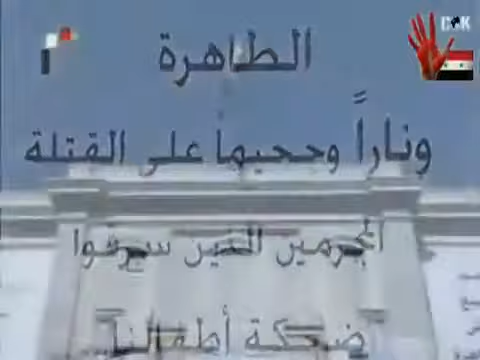 الطاهرة
وناراً وجحيماً على القتلة
المجرمين الذين سرقوا
ضحكة أطفالنا..